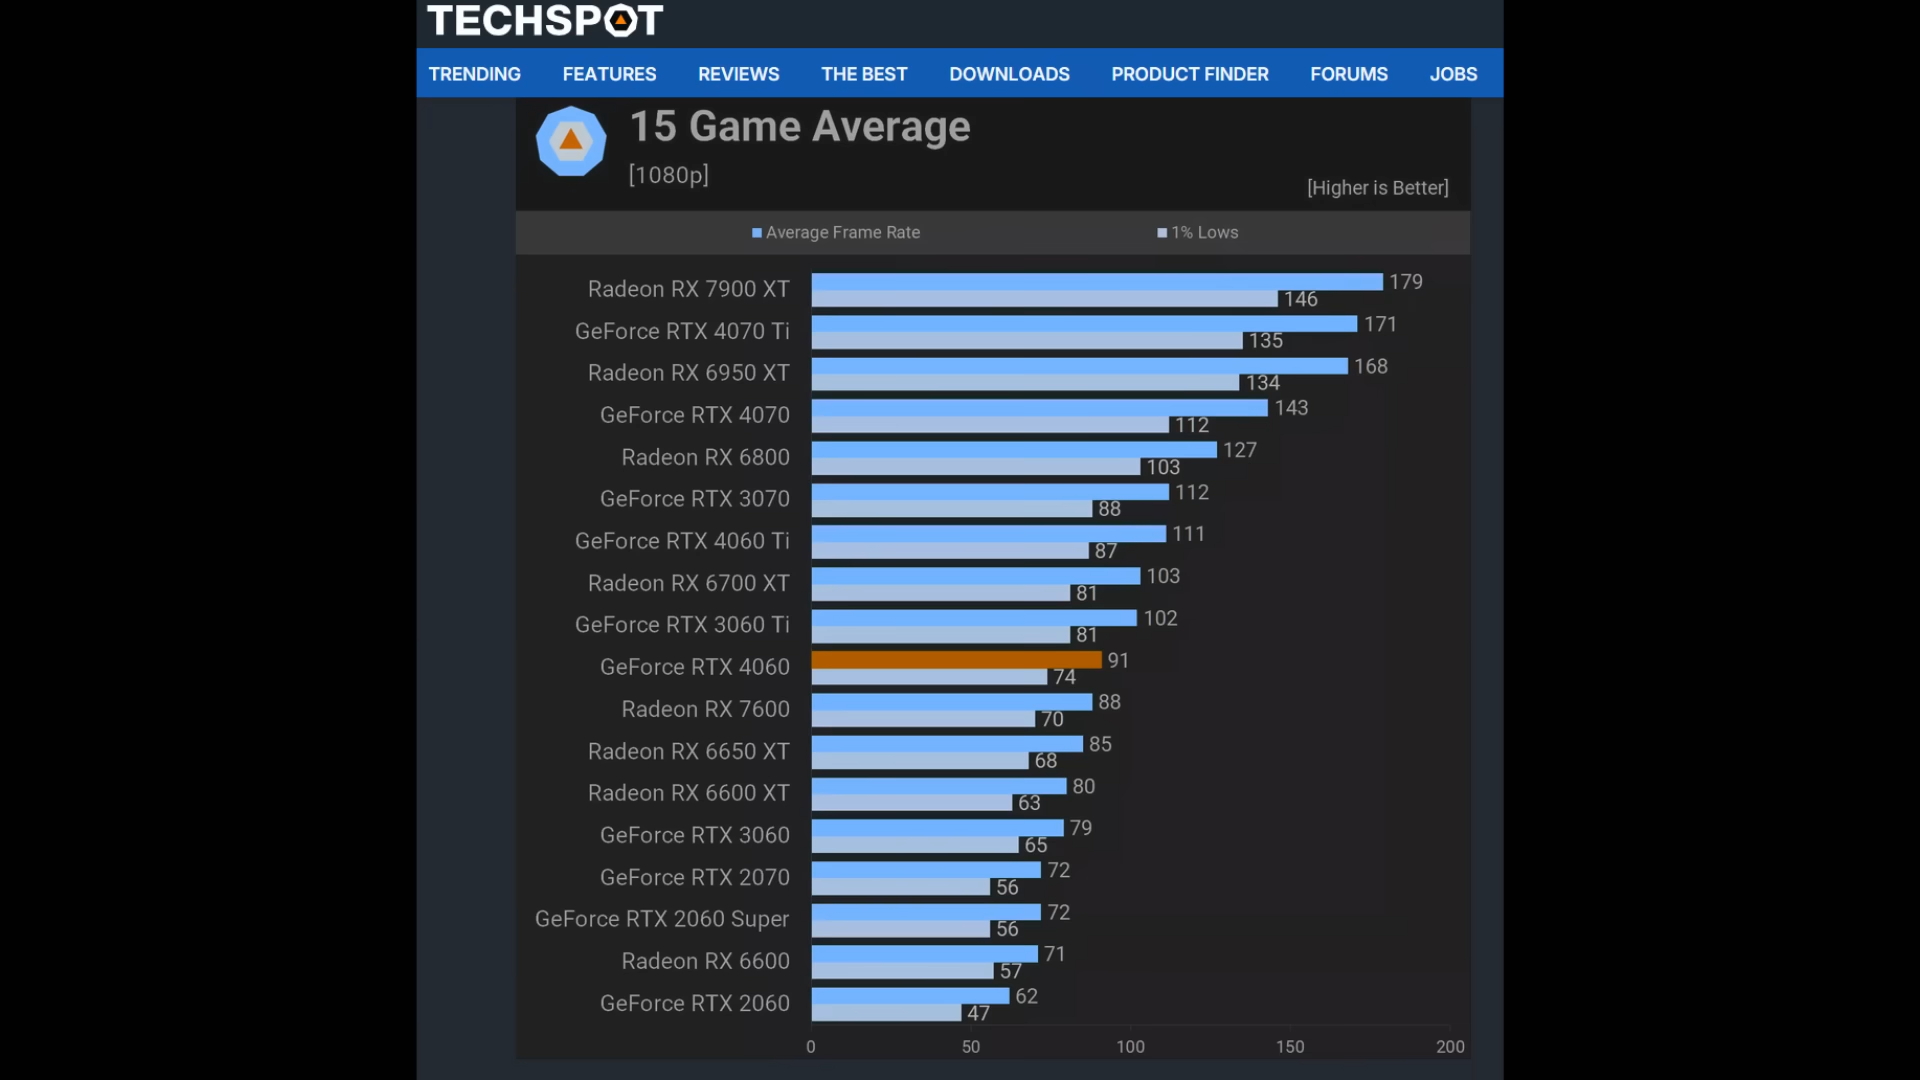 TECHSPOT
TRENDING FEATURES REVIEWS THE BEST DOWNLOADS PRODUCT FINDER FORUMS JOBS
15 Game Average
[1080p]
[Higher is Better]
Average Frame Rate 1% Lows
Radeon RX 7900 XT 179
146
GeForce RTX 4070 Ti 171
135
Radeon RX 6950 XT 168
134
GeForce RTX 4070 143
112
Radeon RX 6800 127
103
GeForce RTX 3070 112
88
GeForce RTX 4060 Ti 111
87
Radeon RX 6700 XT 103
81
GeForce RTX 3060 Ti 102
81
GeForce RTX 4060 91
74
Radeon RX 7600 88
70
Radeon RX 6650 XT 85
68
Radeon RX 6600 XT 80
63
GeForce RTX 3060 79
65
GeForce RTX 2070 72
56
GeForce RTX 2060 Super 72
56
Radeon RX 6600 71
57
GeForce RTX 2060 62
47
0 50 100 150 200